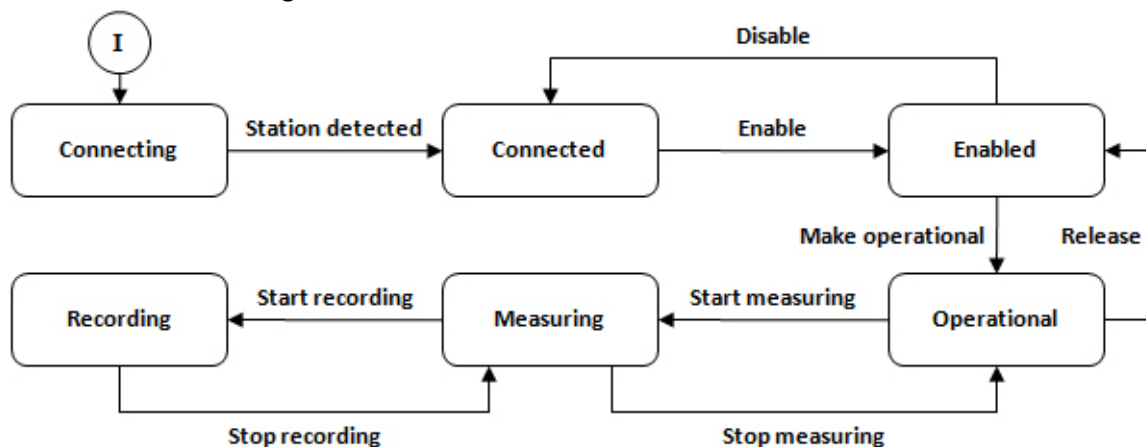 I
Disable
Connecting
Station detected
Connected
Enable
Enabled
Make operational
Release
Recording
Start recording
Measuring
Start measuring
Operational
Stop recording
Stop measuring